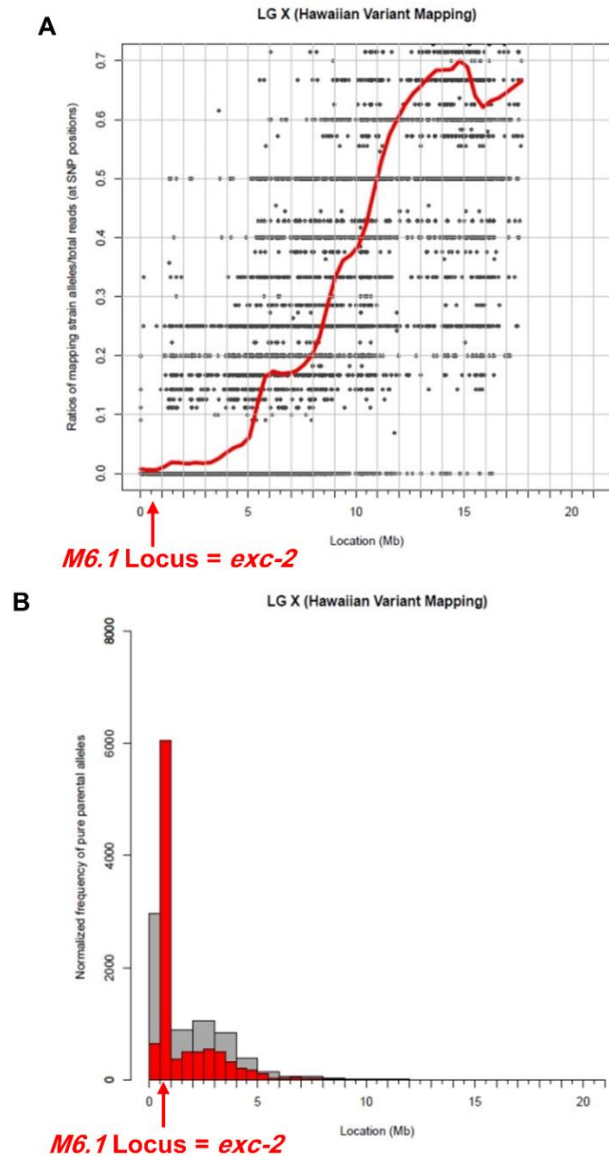 A
LG X (Hawaiian Variant Mapping)
Ratios of mapping strain alleles/total reads (at SNP positions)
0.7
0.6
0.5
0.4
0.3
0.2
0.1
0.0
0 5 10 15 20
Location (Mb)
M6.1 Locus = exc-2
B
LG X (Hawaiian Variant Mapping)
Normalized frequency of pure parental alleles
8000
6000
4000
2000
0
0 5 10 15 20
Location (Mb)
M6.1 Locus = exc-2